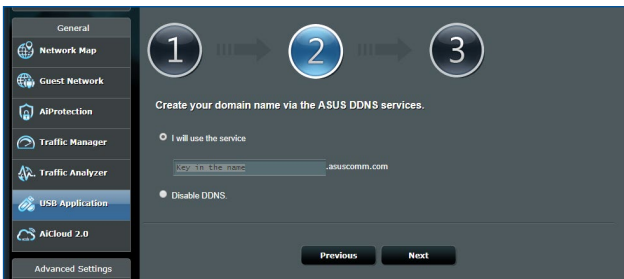 General
Network Map
Guest Network
AiProtection
Traffic Manager
Traffic Analyzer
USB Application
AiCloud 2.0
Advanced Settings
1
2
3
Create your domain name via the ASUS DDNS services.
I will use the service
Key in the name .asuscomm.com
Disable DDNS.
Previous Next